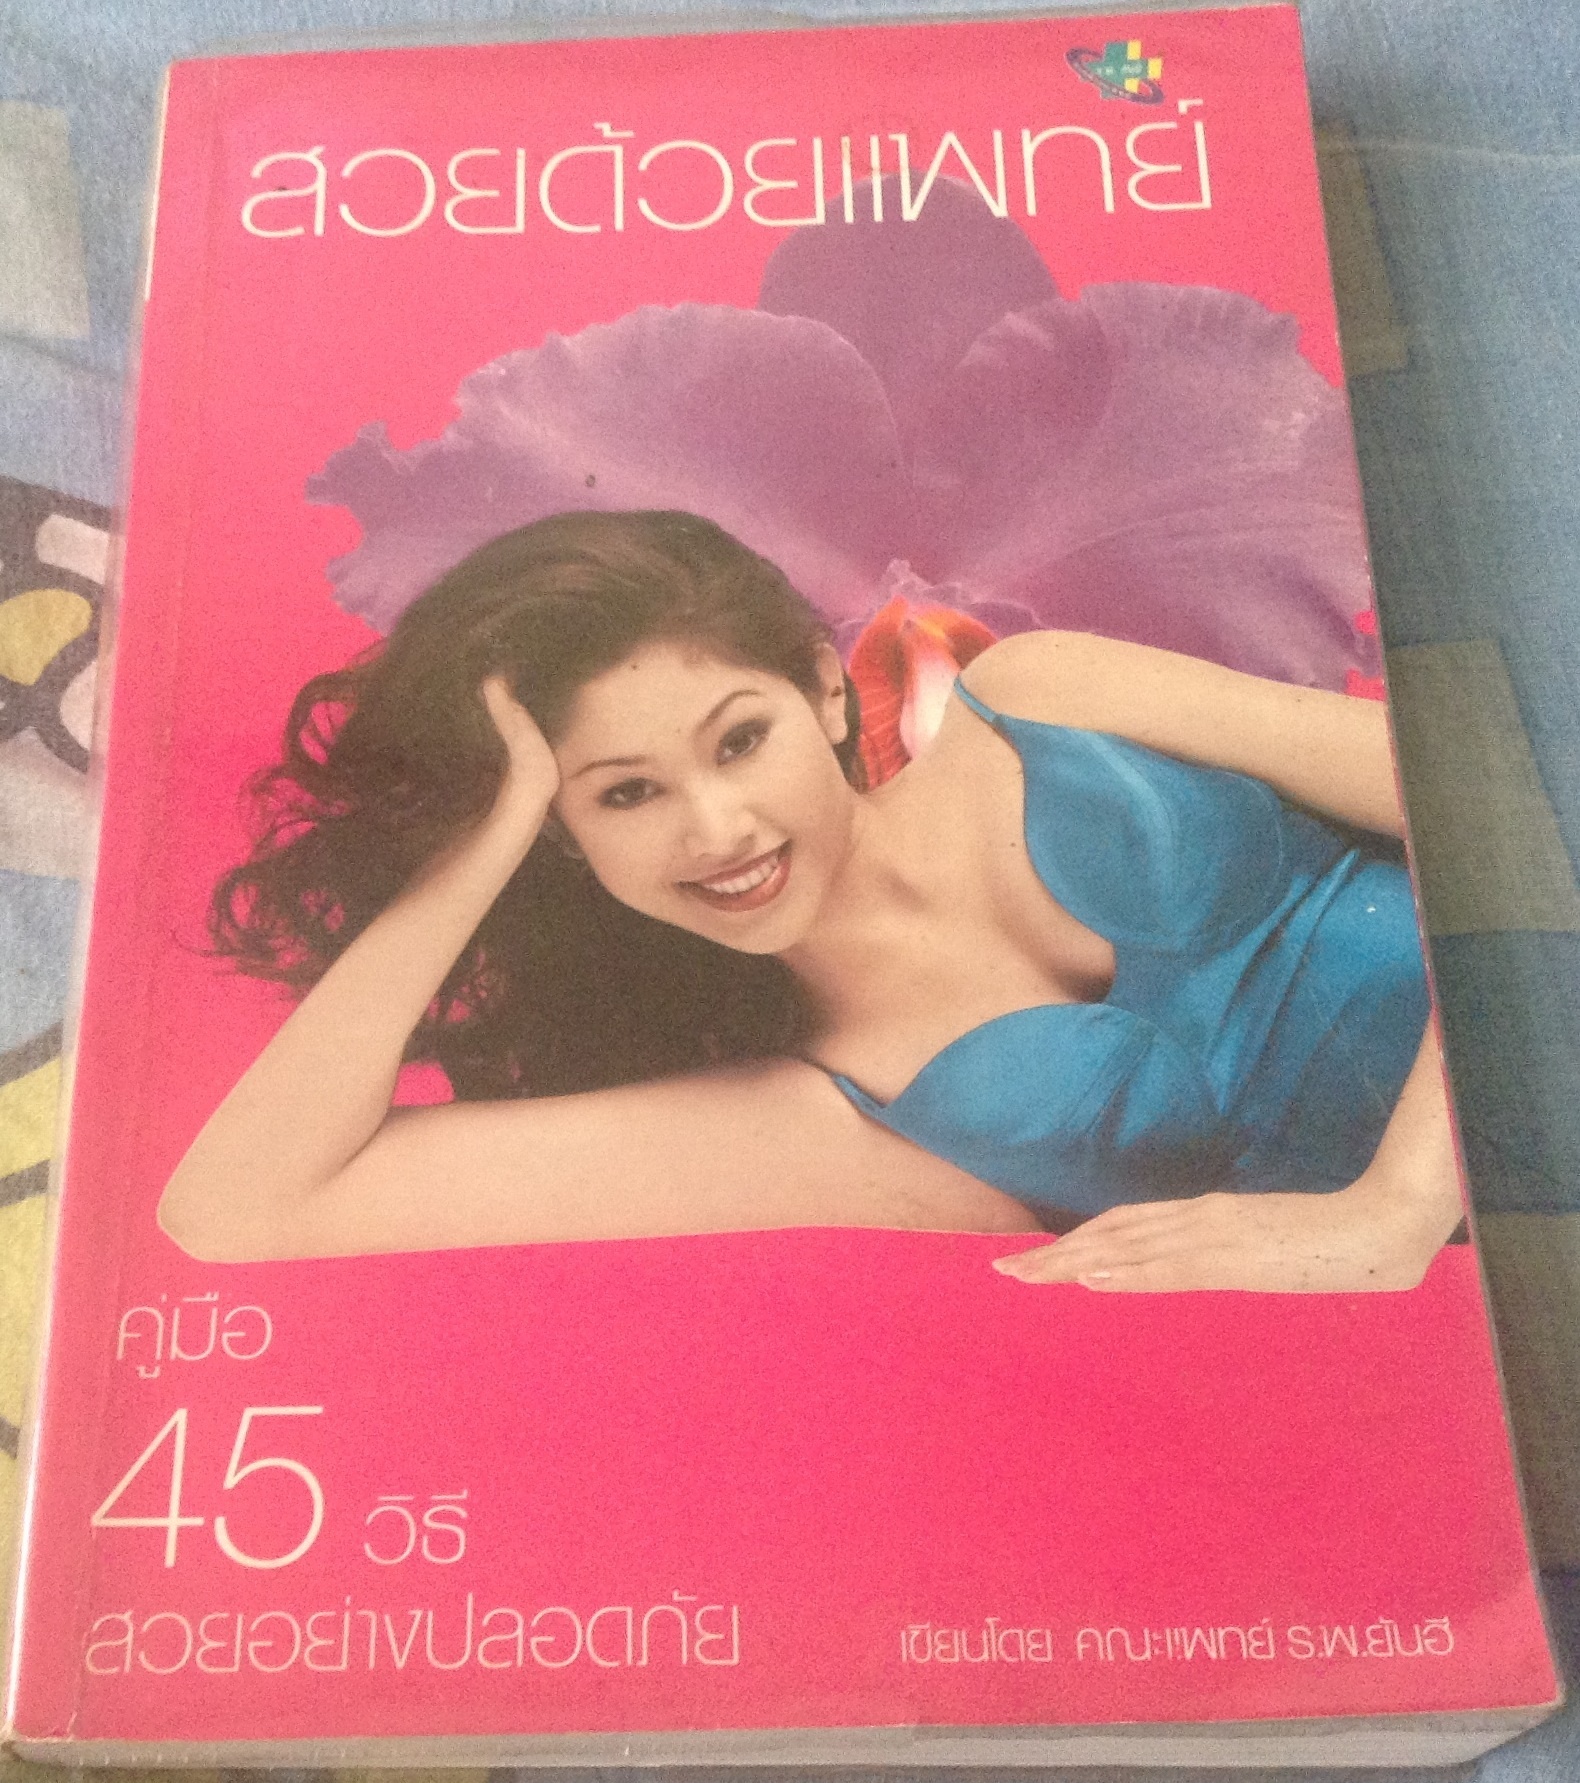 สวยด้วยแพทย์
คู่มือ
45 วิธี
สวยอย่างปลอดภัย
เขียนโดย คณะแพทย์ ร.พ.ยันฮี